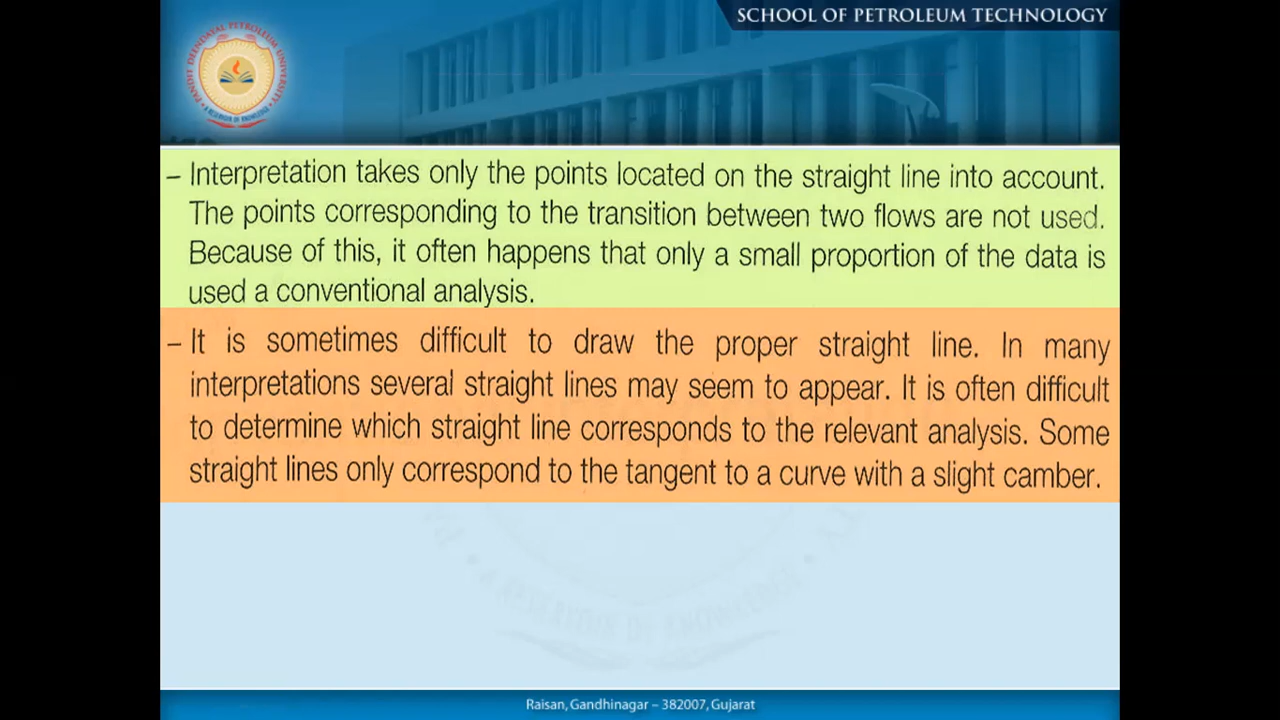 SCHOOL OF PETROLEUM TECHNOLOGY
PANDIT DEENDAYAL PETROLEUM UNIVERSITY
– Interpretation takes only the points located on the straight line into account.
The points corresponding to the transition between two flows are not used.
Because of this, it often happens that only a small proportion of the data is
used a conventional analysis.
– It is sometimes difficult to draw the proper straight line. In many
interpretations several straight lines may seem to appear. It is often difficult
to determine which straight line corresponds to the relevant analysis. Some
straight lines only correspond to the tangent to a curve with a slight camber.
Raisan, Gandhinagar – 382007, Gujarat